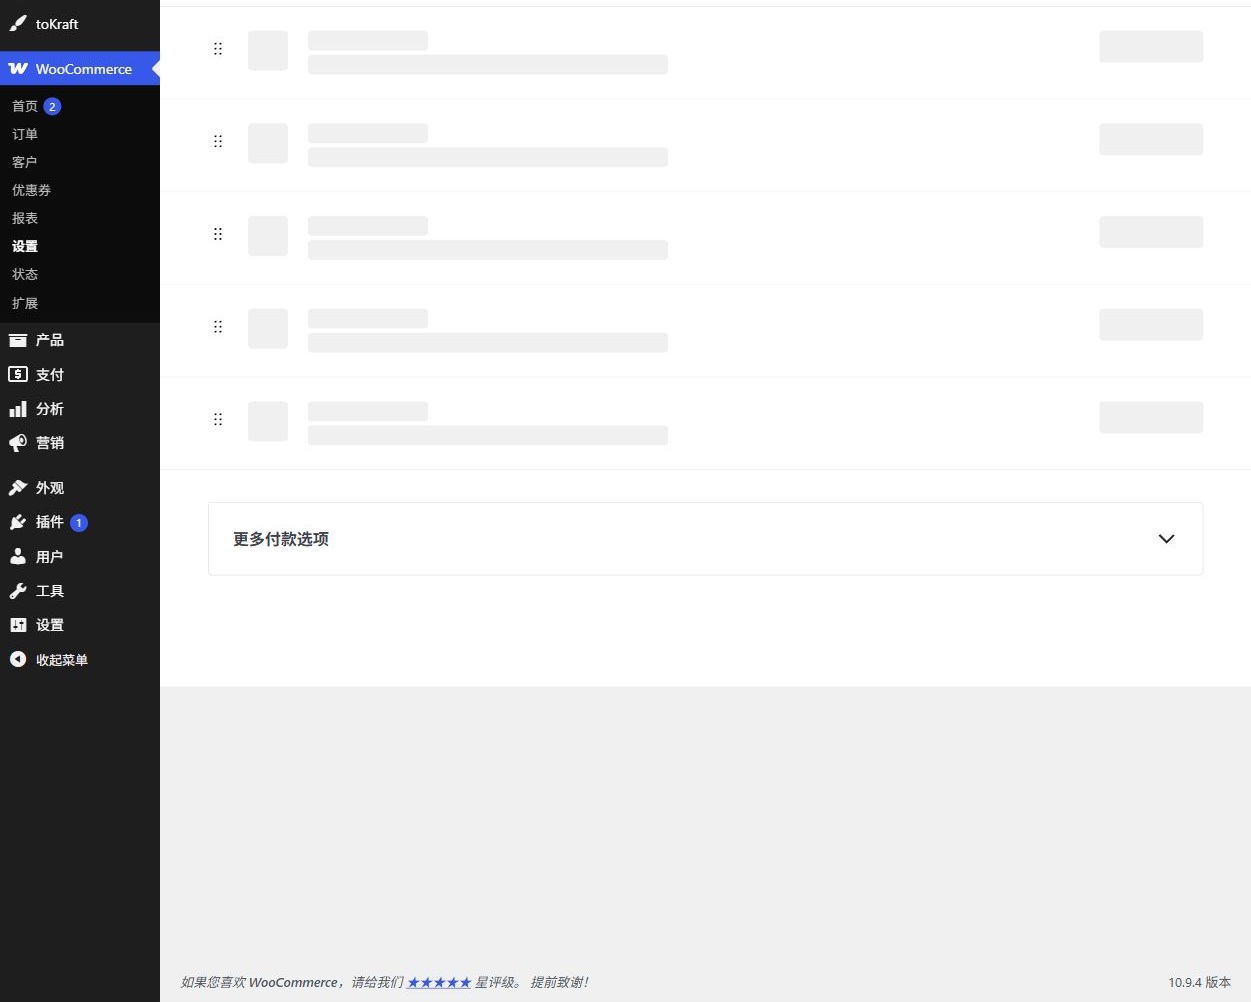 toKraft
WooCommerce
首页 2
订单
客户
优惠券
报表
设置
状态
扩展
产品
支付
分析
营销
外观
插件 1
用户
工具
设置
收起菜单
更多付款选项
如果您喜欢 WooCommerce，请给我们 ★★★★★ 星评级。 提前致谢！
10.9.4 版本